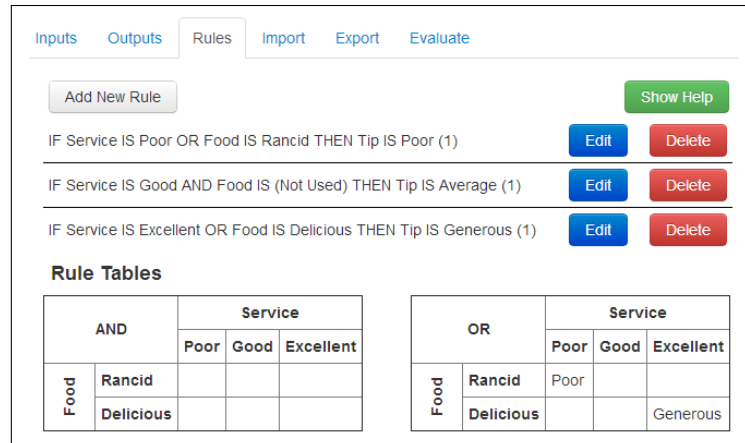 Inputs Outputs Rules Import Export Evaluate
Add New Rule Show Help
IF Service IS Poor OR Food IS Rancid THEN Tip IS Poor (1) Edit Delete
IF Service IS Good AND Food IS (Not Used) THEN Tip IS Average (1) Edit Delete
IF Service IS Excellent OR Food IS Delicious THEN Tip IS Generous (1) Edit Delete
Rule Tables
AND Service
Poor Good Excellent
Food Rancid
Delicious
OR Service
Poor Good Excellent
Food Rancid Poor
Delicious Generous